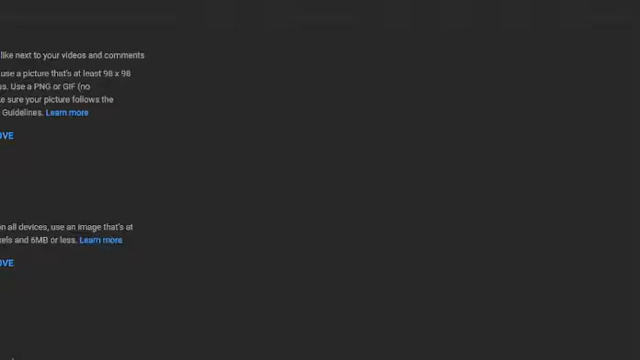 like next to your videos and comments
use a picture that's at least 98 x 98
s. Use a PNG or GIF (no
e sure your picture follows the
Guidelines. Learn more
OVE
on all devices, use an image that's at
xels and 6MB or less. Learn more
OVE